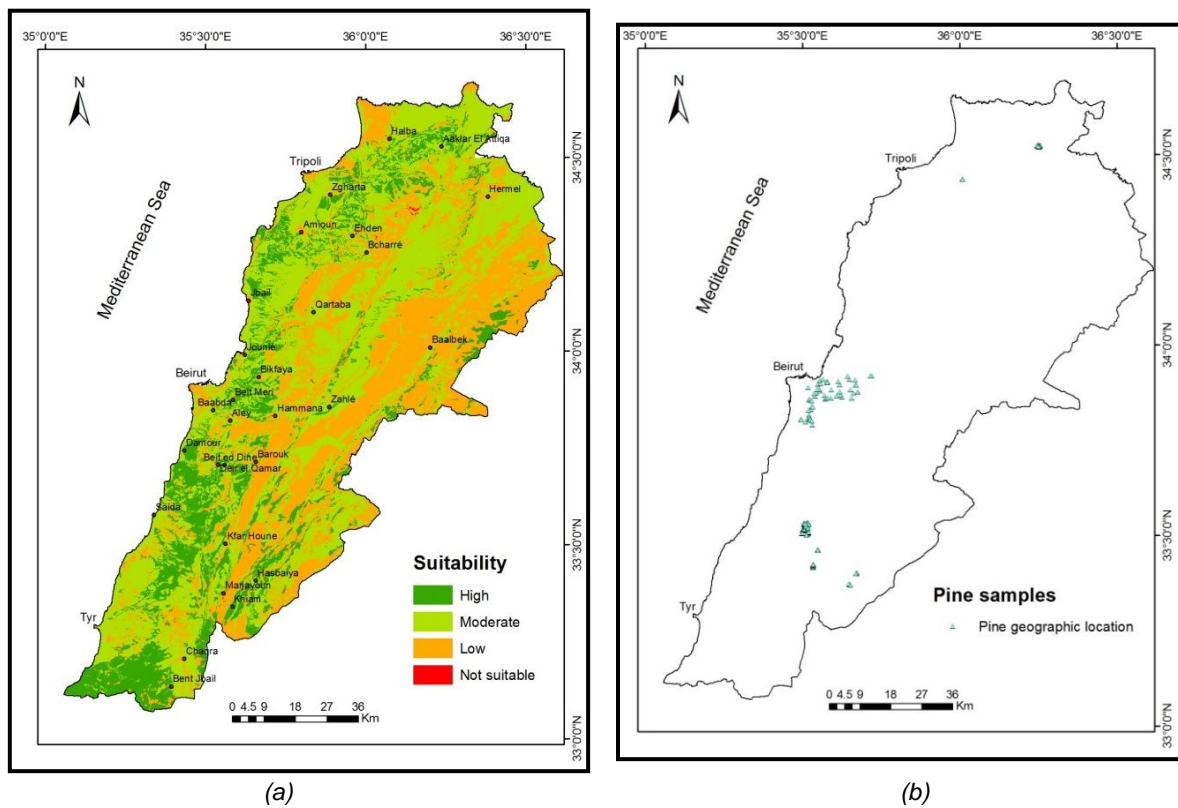 35°0'0"E 35°30'0"E 36°0'0"E 36°30'0"E
N
Mediterranean Sea
34°30'0"N
34°0'0"N
33°30'0"N
33°0'0"N
Halba
Aakkar El Attiqa
Tripoli
Zgharta
Hermel
Amioun
Ehden
Bcharré
Jbail
Qartaba
Baalbek
Jounie
Bikfaya
Beirut
Beit Meri
Baabda
Aley
Hammana
Zahlé
Damour
Beit ed Dine
Barouk
Deir el Qamar
Saida
Kfar Houne
Hasbaiya
Marjayoun
Khiam
Tyr
Chaqra
Bent Jbail
Suitability
High
Moderate
Low
Not suitable
0 4.5 9 18 27 36
Km
(a)
35°0'0"E 35°30'0"E 36°0'0"E 36°30'0"E
N
Mediterranean Sea
34°30'0"N
34°0'0"N
33°30'0"N
33°0'0"N
Tripoli
Beirut
Tyr
Pine samples
Pine geographic location
0 4.5 9 18 27 36
Km
(b)